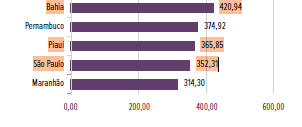 Bahia 420,94
Pernambuco 374,92
Piauí 365,85
São Paulo 352,31
Maranhão 314,30
0,00 200,00 400,00 600,00